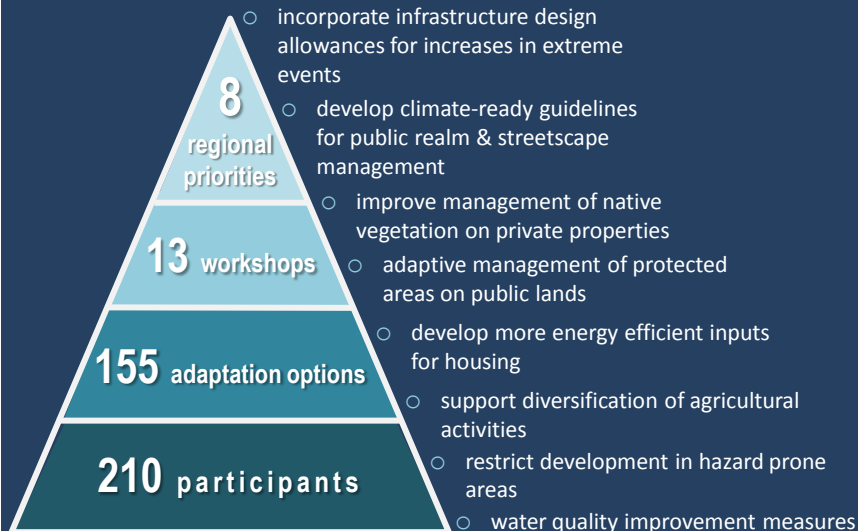 8
regional
priorities
13 workshops
155 adaptation options
210 participants
○ incorporate infrastructure design
allowances for increases in extreme
events
○ develop climate-ready guidelines
for public realm & streetscape
management
○ improve management of native
vegetation on private properties
○ adaptive management of protected
areas on public lands
○ develop more energy efficient inputs
for housing
○ support diversification of agricultural
activities
○ restrict development in hazard prone
areas
○ water quality improvement measures